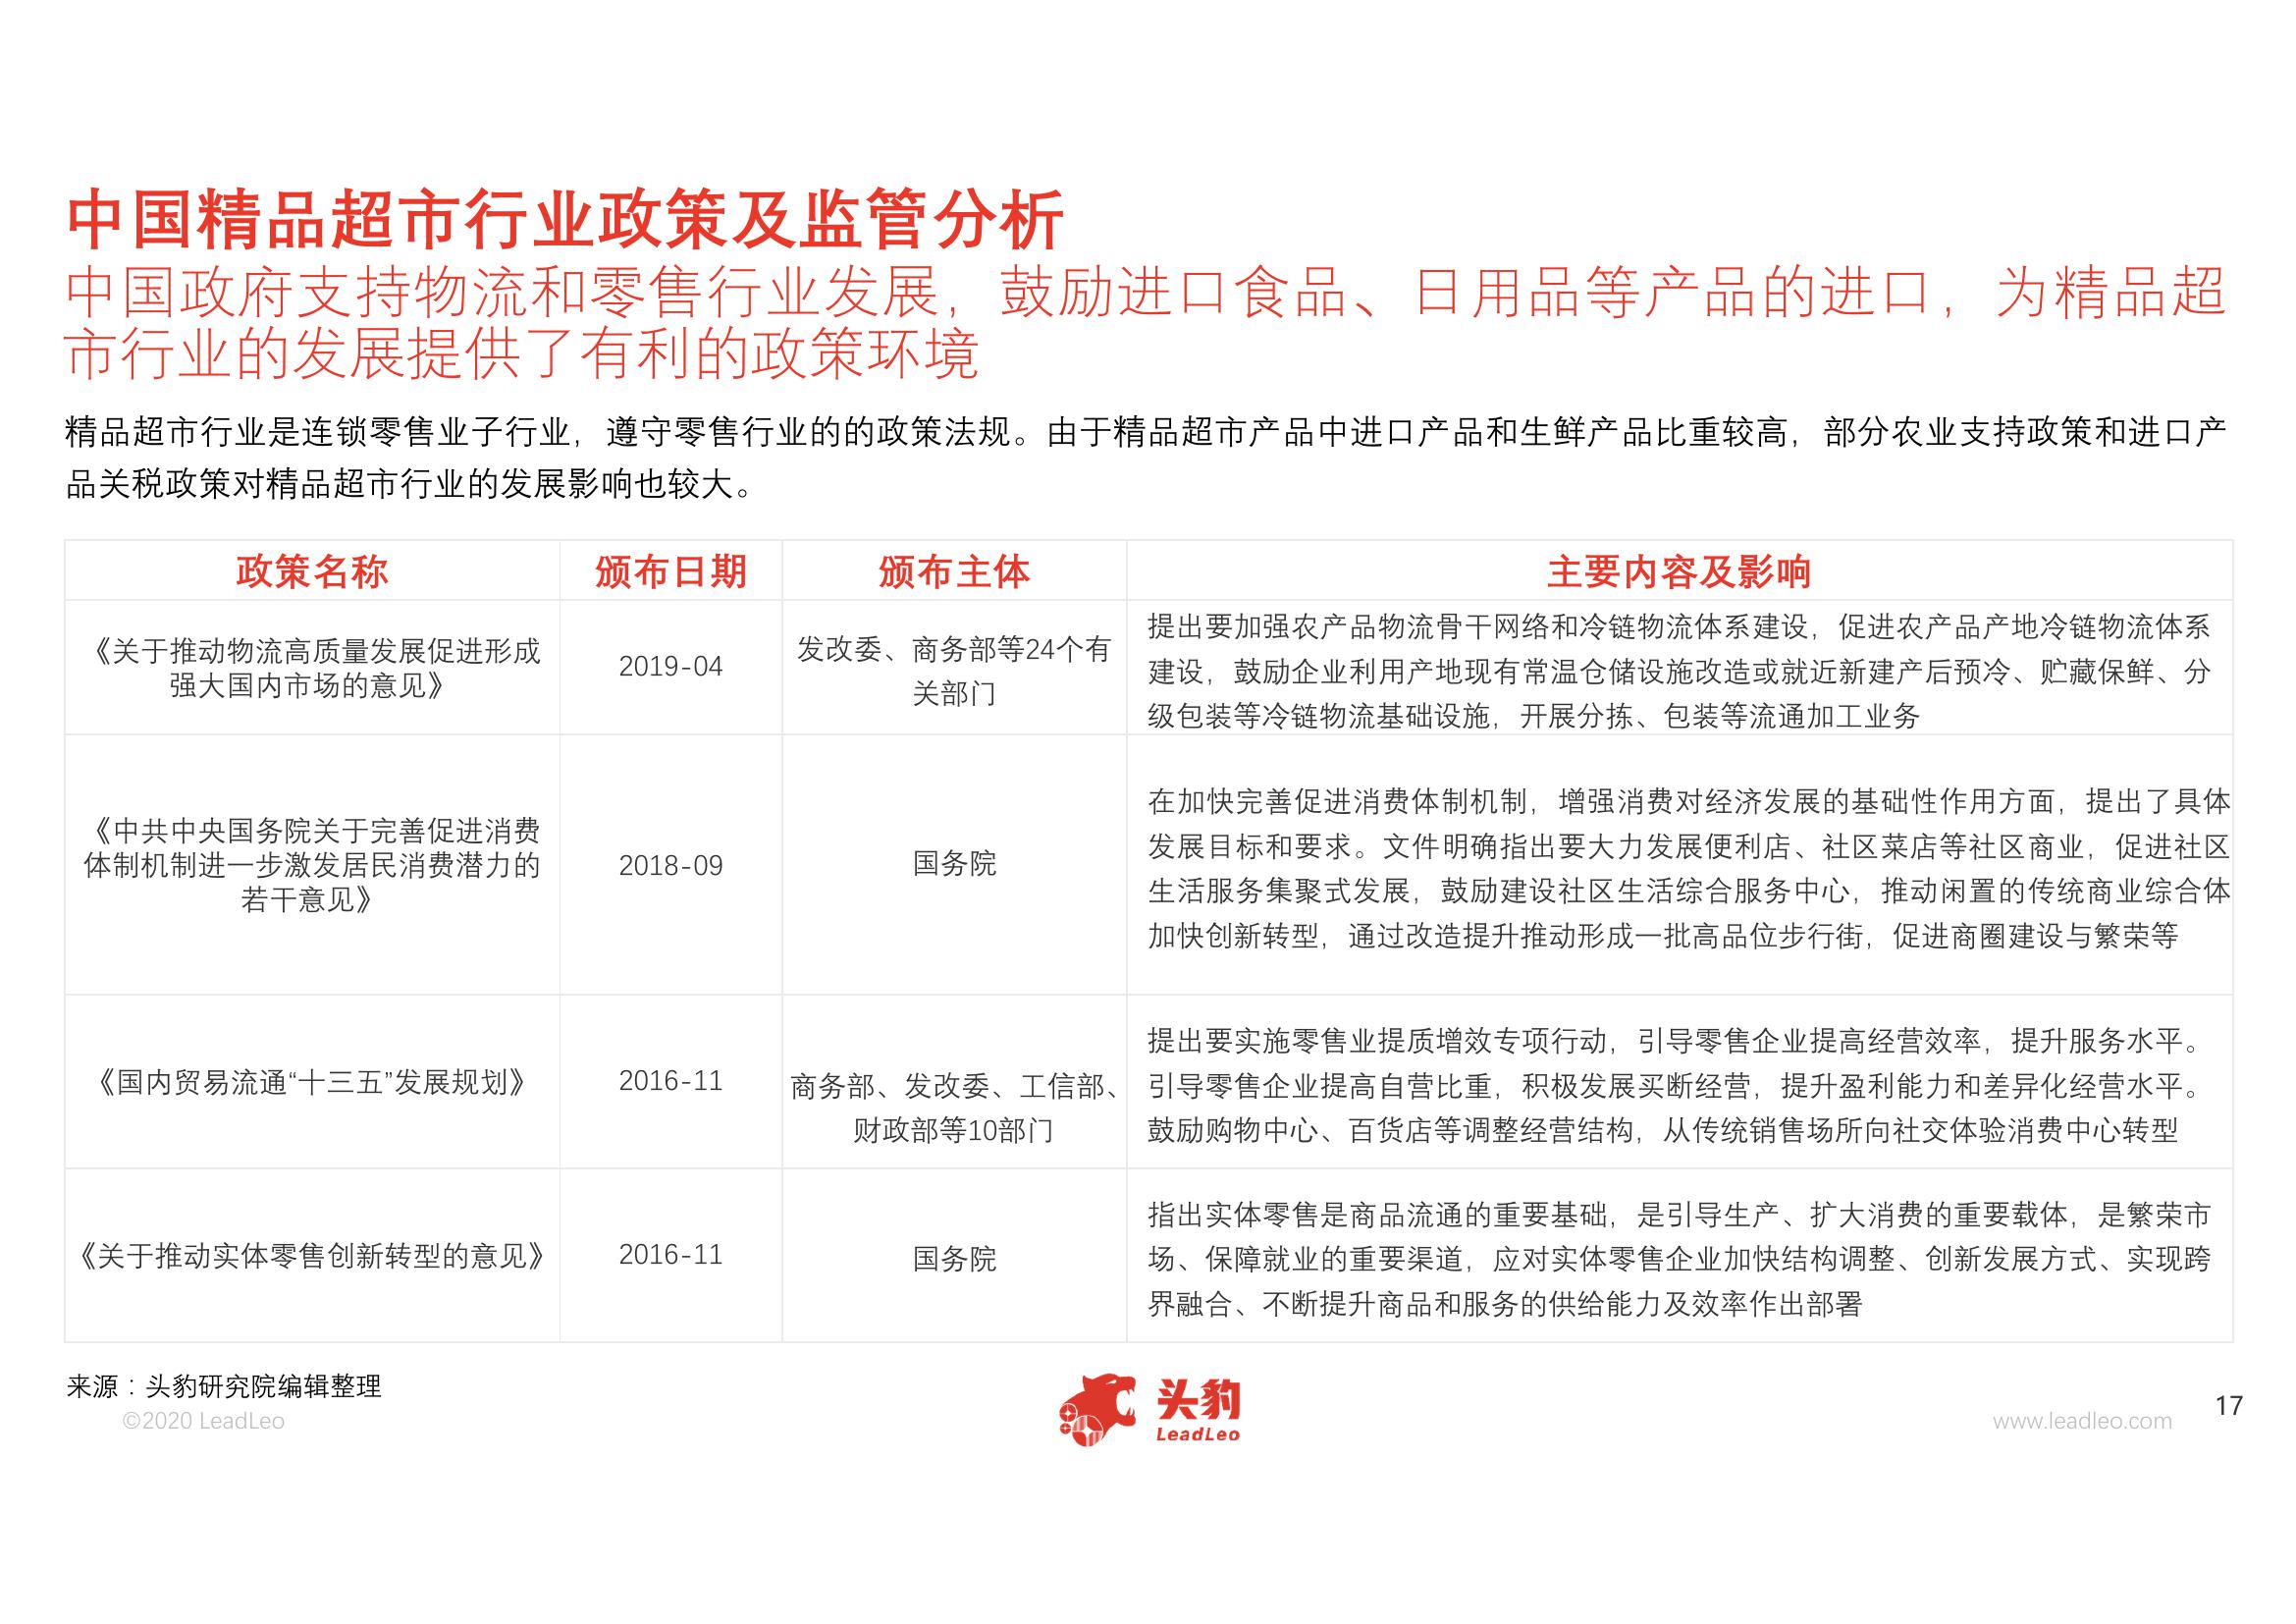 中国精品超市行业政策及监管分析
中国政府支持物流和零售行业发展，鼓励进口食品、日用品等产品的进口，为精品超
市行业的发展提供了有利的政策环境
精品超市行业是连锁零售业子行业，遵守零售行业的的政策法规。由于精品超市产品中进口产品和生鲜产品比重较高，部分农业支持政策和进口产
品关税政策对精品超市行业的发展影响也较大。
政策名称
颁布日期
颁布主体
主要内容及影响
《关于推动物流高质量发展促进形成
强大国内市场的意见》
2019-04
发改委、商务部等24个有
关部门
提出要加强农产品物流骨干网络和冷链物流体系建设，促进农产品产地冷链物流体系
建设，鼓励企业利用产地现有常温仓储设施改造或就近新建产后预冷、贮藏保鲜、分
级包装等冷链物流基础设施，开展分拣、包装等流通加工业务
《中共中央国务院关于完善促进消费
体制机制进一步激发居民消费潜力的
若干意见》
2018-09
国务院
在加快完善促进消费体制机制，增强消费对经济发展的基础性作用方面，提出了具体
发展目标和要求。文件明确指出要大力发展便利店、社区菜店等社区商业，促进社区
生活服务集聚式发展，鼓励建设社区生活综合服务中心，推动闲置的传统商业综合体
加快创新转型，通过改造提升推动形成一批高品位步行街，促进商圈建设与繁荣等
《国内贸易流通“十三五”发展规划》
2016-11
商务部、发改委、工信部、
财政部等10部门
提出要实施零售业提质增效专项行动，引导零售企业提高经营效率，提升服务水平。
引导零售企业提高自营比重，积极发展买断经营，提升盈利能力和差异化经营水平。
鼓励购物中心、百货店等调整经营结构，从传统销售场所向社交体验消费中心转型
《关于推动实体零售创新转型的意见》
2016-11
国务院
指出实体零售是商品流通的重要基础，是引导生产、扩大消费的重要载体，是繁荣市
场、保障就业的重要渠道，应对实体零售企业加快结构调整、创新发展方式、实现跨
界融合、不断提升商品和服务的供给能力及效率作出部署
来源：头豹研究院编辑整理
©2020 LeadLeo
头豹
LeadLeo
www.leadleo.com
17